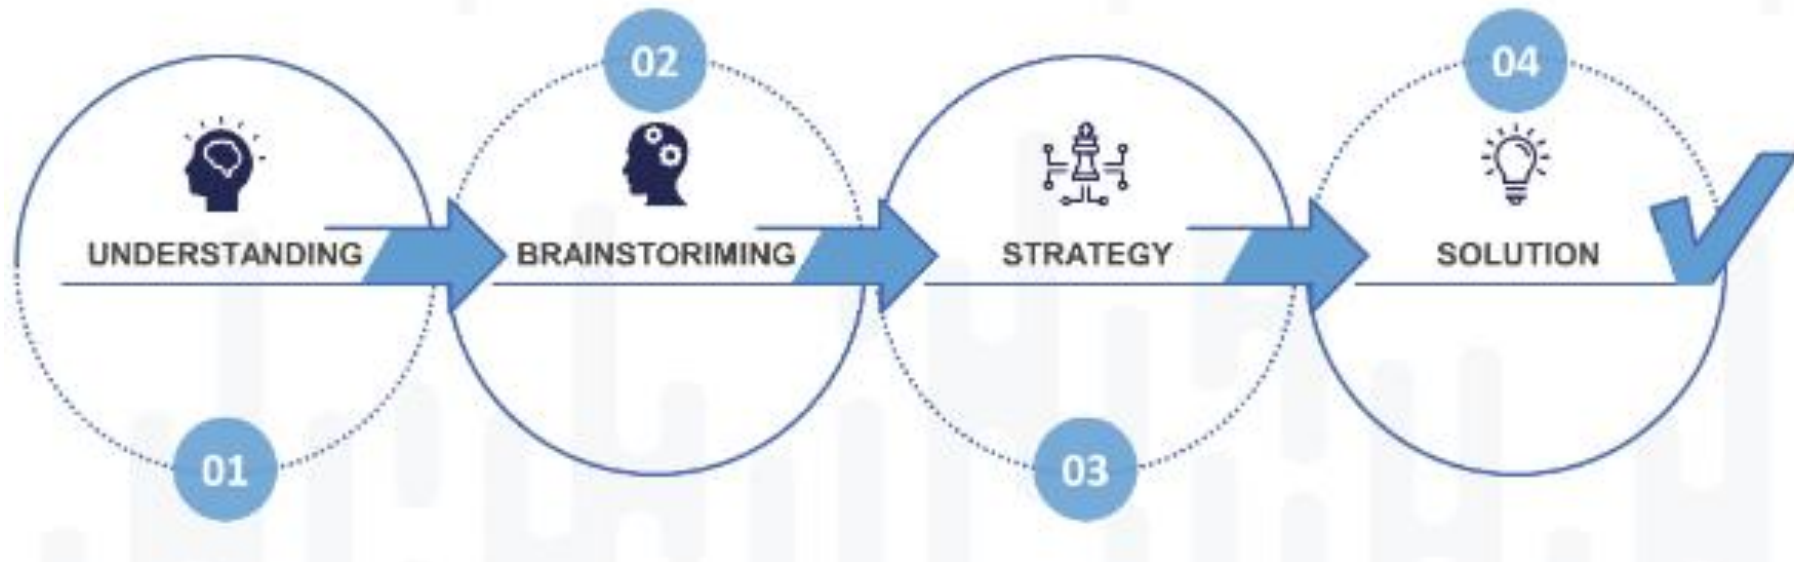 01
UNDERSTANDING
02
BRAINSTORIMING
03
STRATEGY
04
SOLUTION